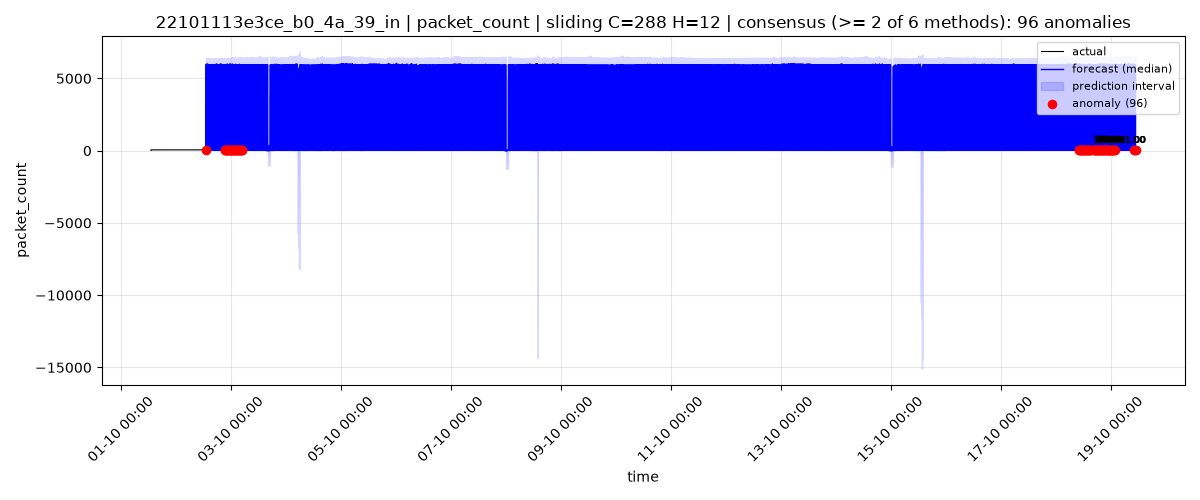 22101113e3ce_b0_4a_39_in | packet_count | sliding C=288 H=12 | consensus (>= 2 of 6 methods): 96 anomalies
actual
forecast (median)
prediction interval
anomaly (96)
5000
0
−5000
−10000
−15000
packet_count
01-10 00:00
03-10 00:00
05-10 00:00
07-10 00:00
09-10 00:00
11-10 00:00
13-10 00:00
15-10 00:00
17-10 00:00
19-10 00:00
time